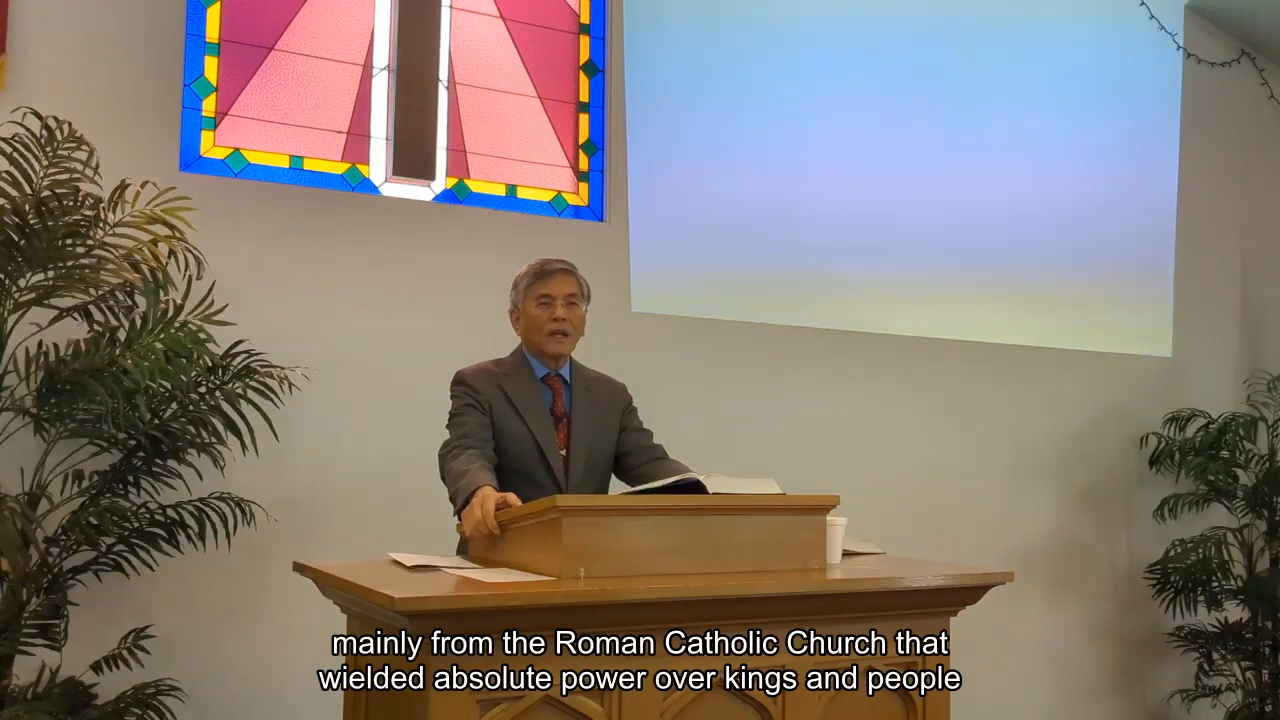 mainly from the Roman Catholic Church that
wielded absolute power over kings and people